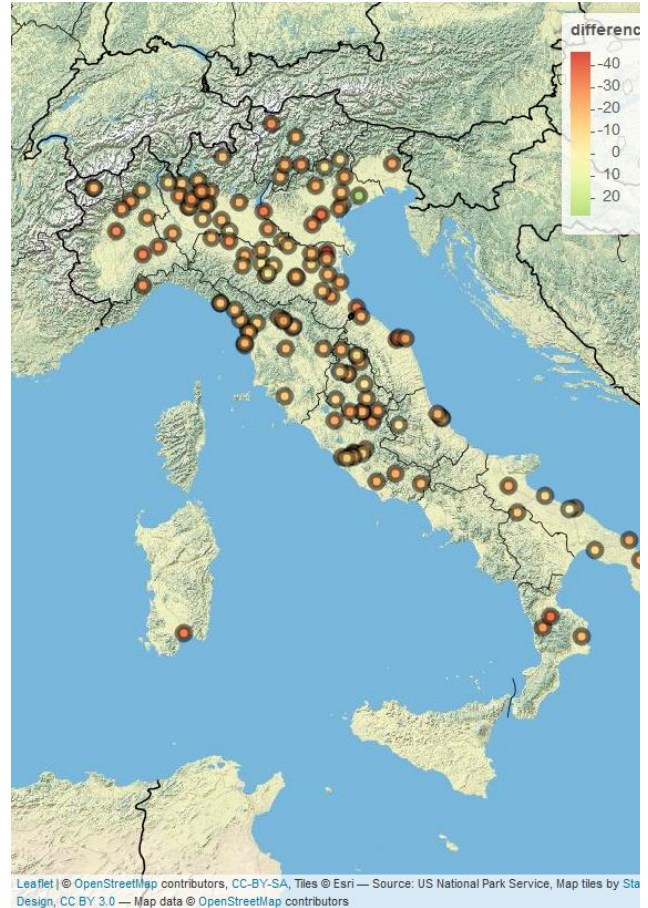 differenc
-40
-30
-20
-10
0
10
20
Leaflet | © OpenStreetMap contributors, CC-BY-SA, Tiles © Esri — Source: US National Park Service, Map tiles by Sta
Design, CC BY 3.0 — Map data © OpenStreetMap contributors